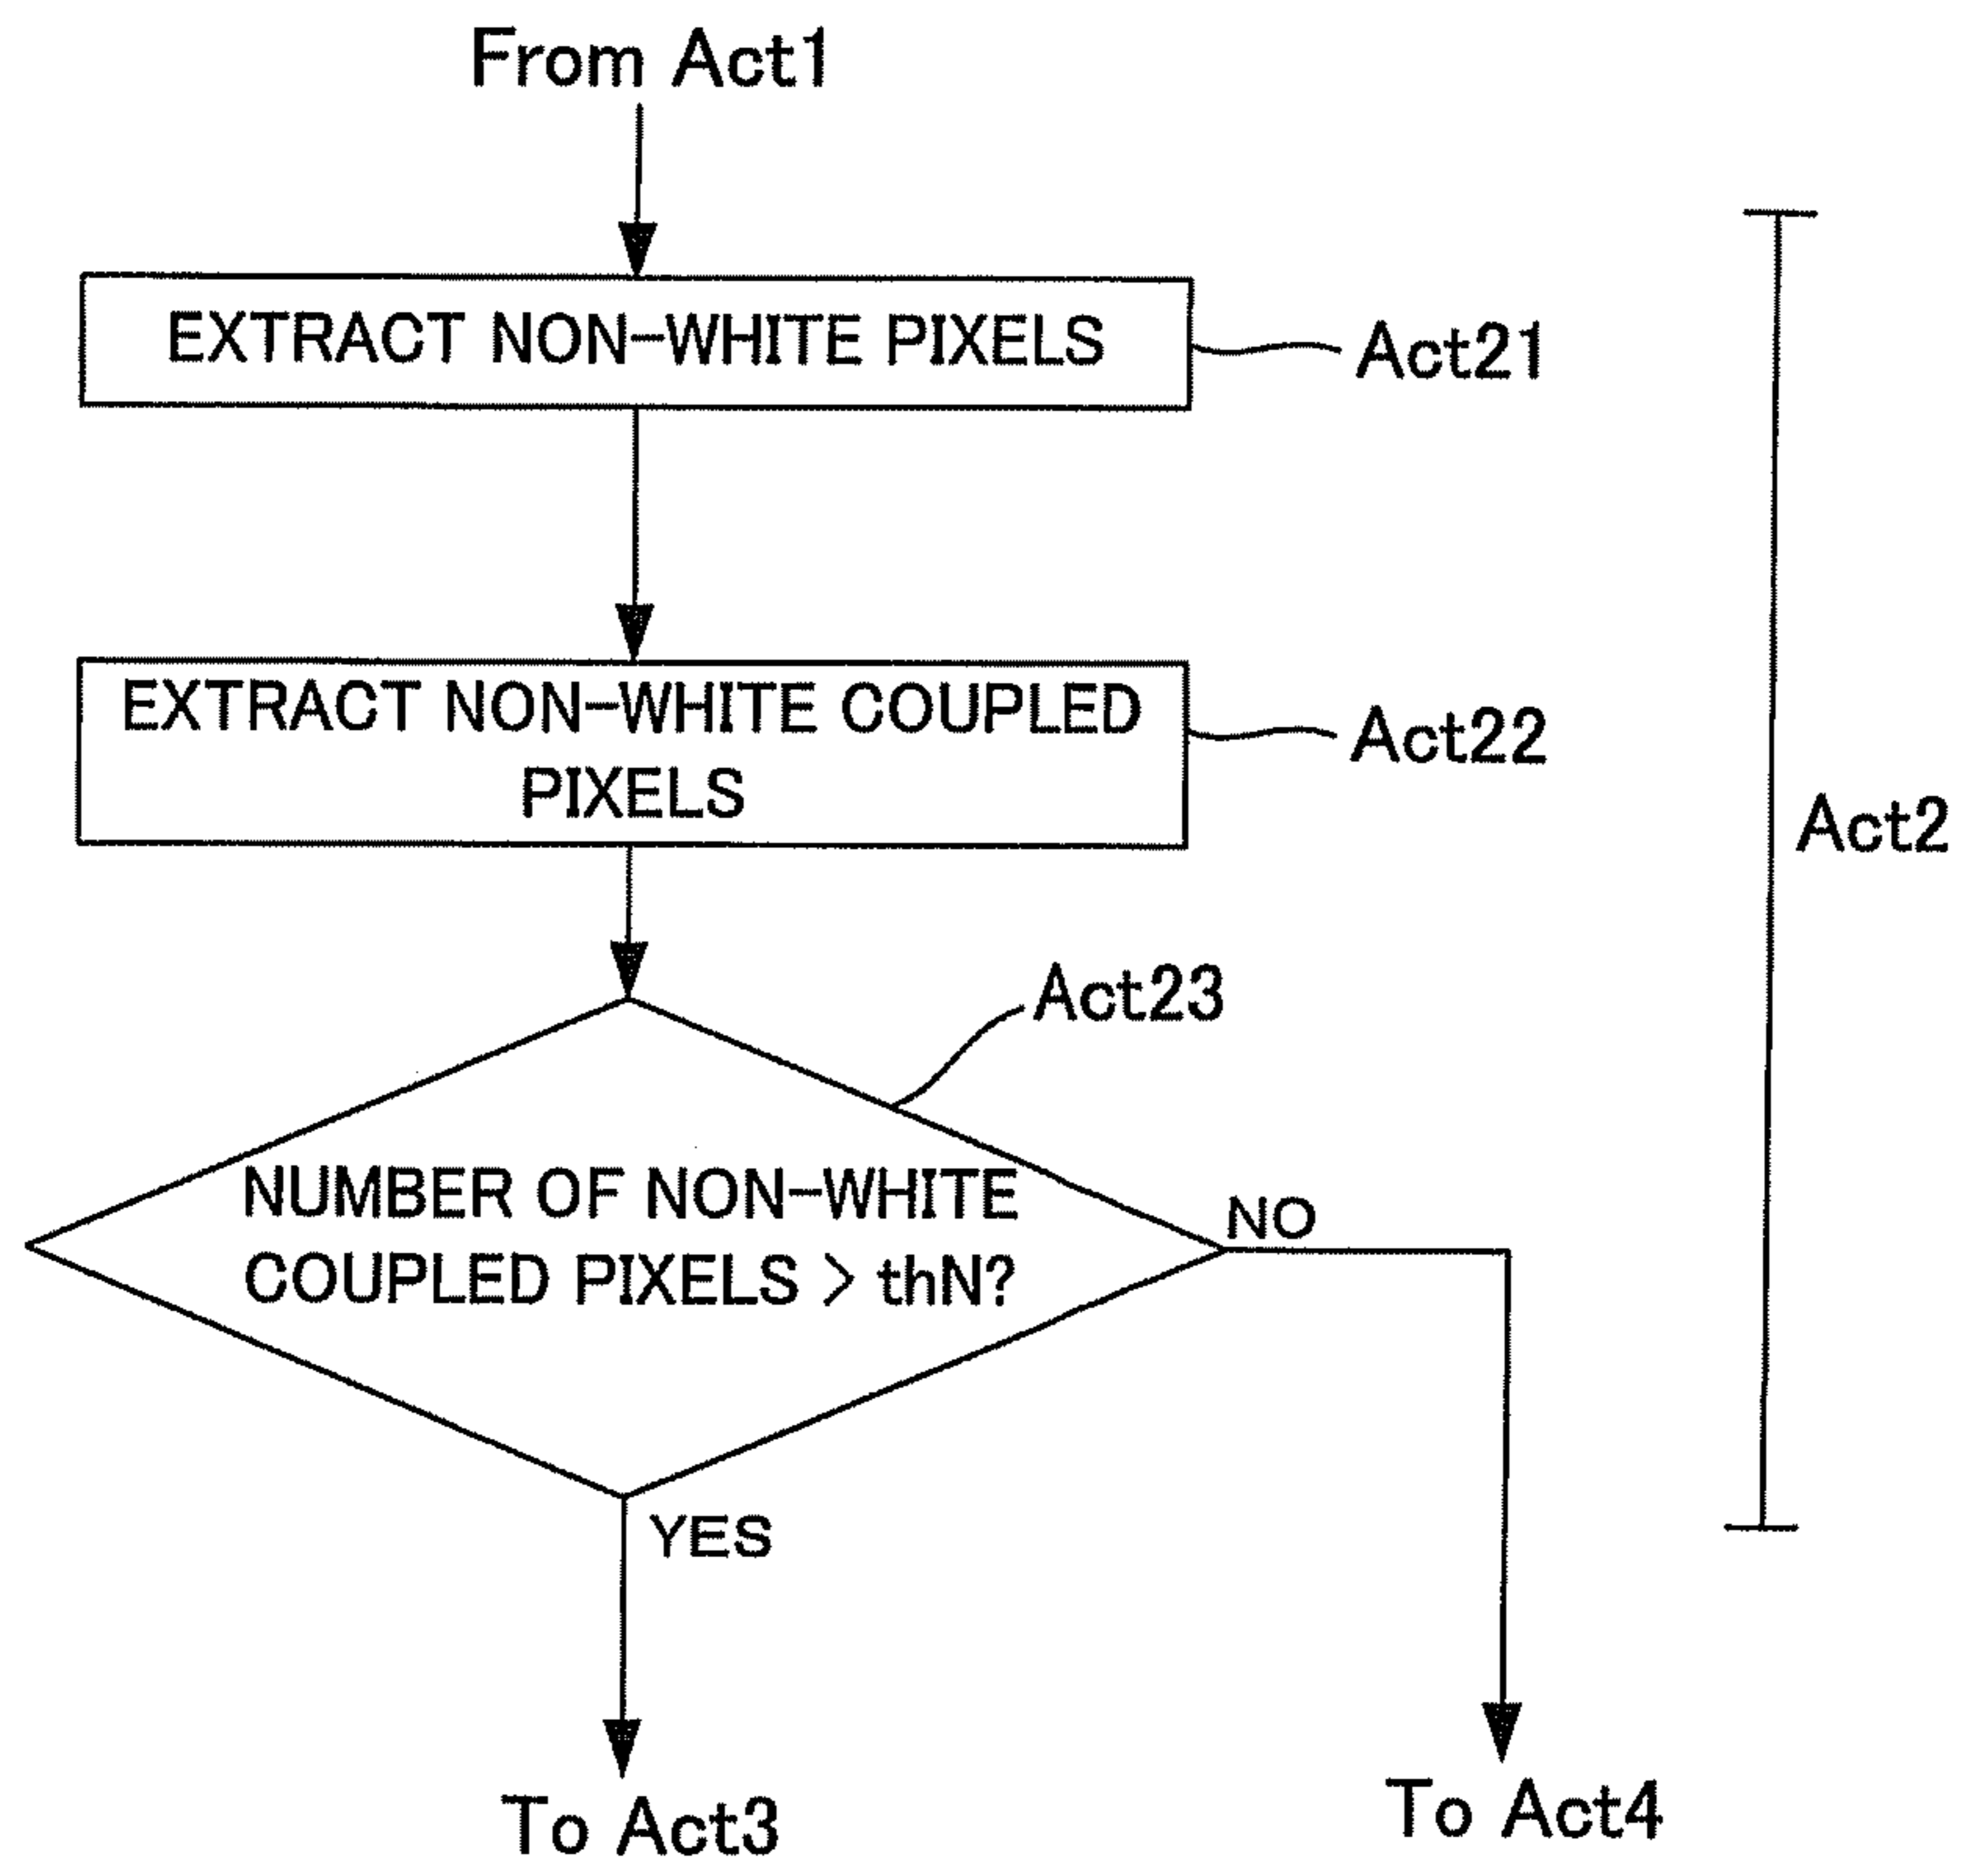 From Act1
EXTRACT NON-WHITE PIXELS
Act21
EXTRACT NON-WHITE COUPLED
PIXELS
Act22
Act2
Act23
NUMBER OF NON-WHITE
COUPLED PIXELS > thN?
NO
YES
To Act3
To Act4